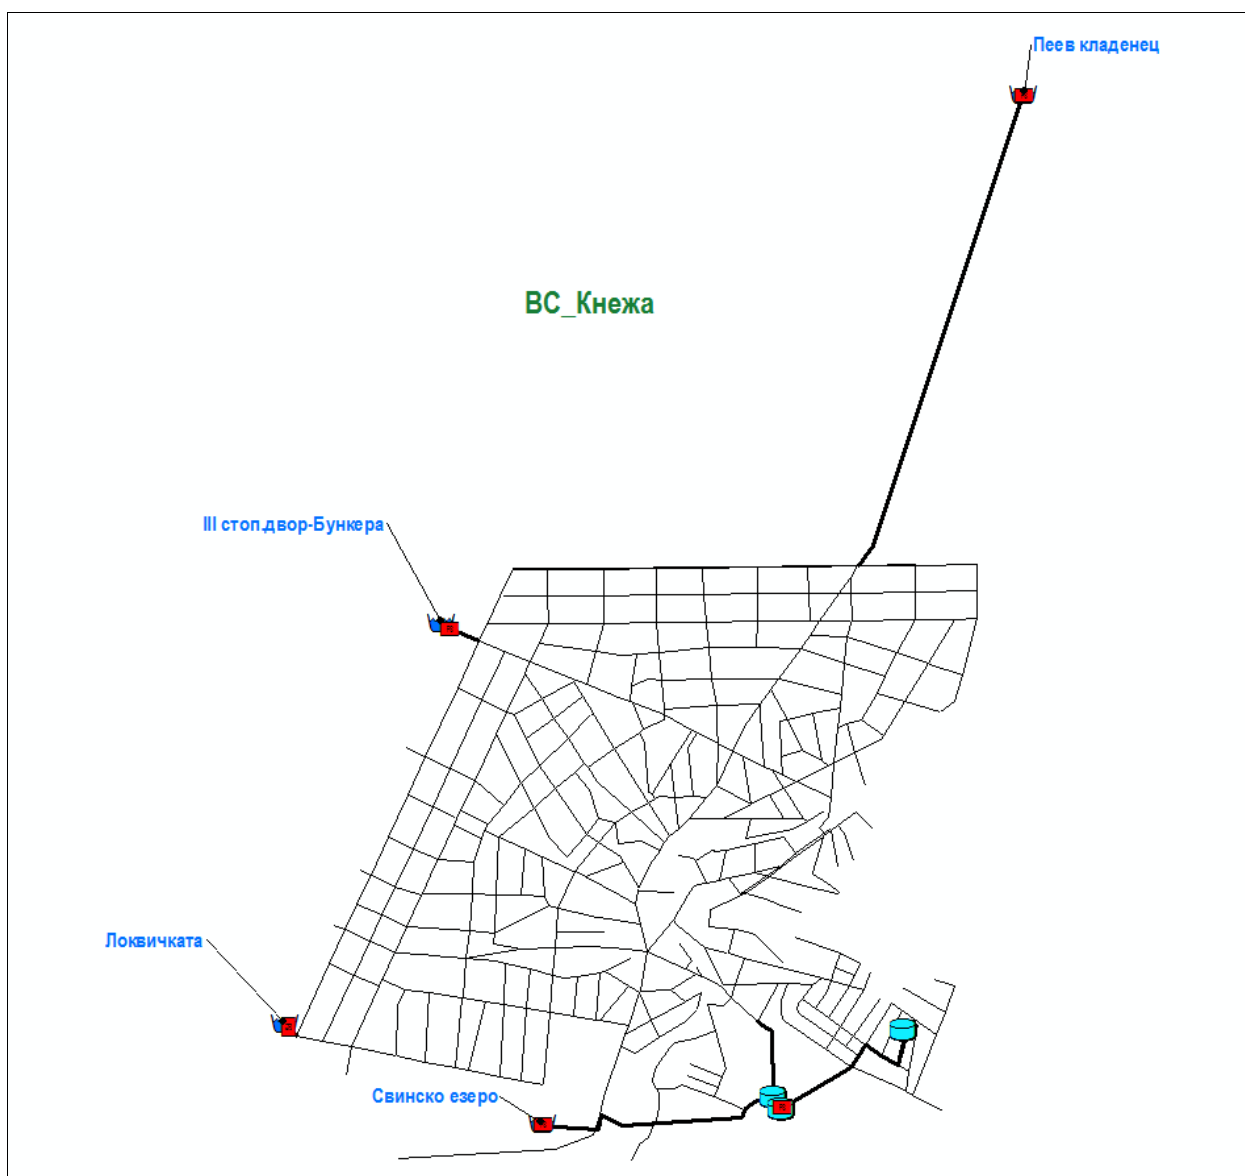 Пеев кладенец
ВС_Кнежа
III стоп.двор-Бункера
Локвичката
Свинско езеро